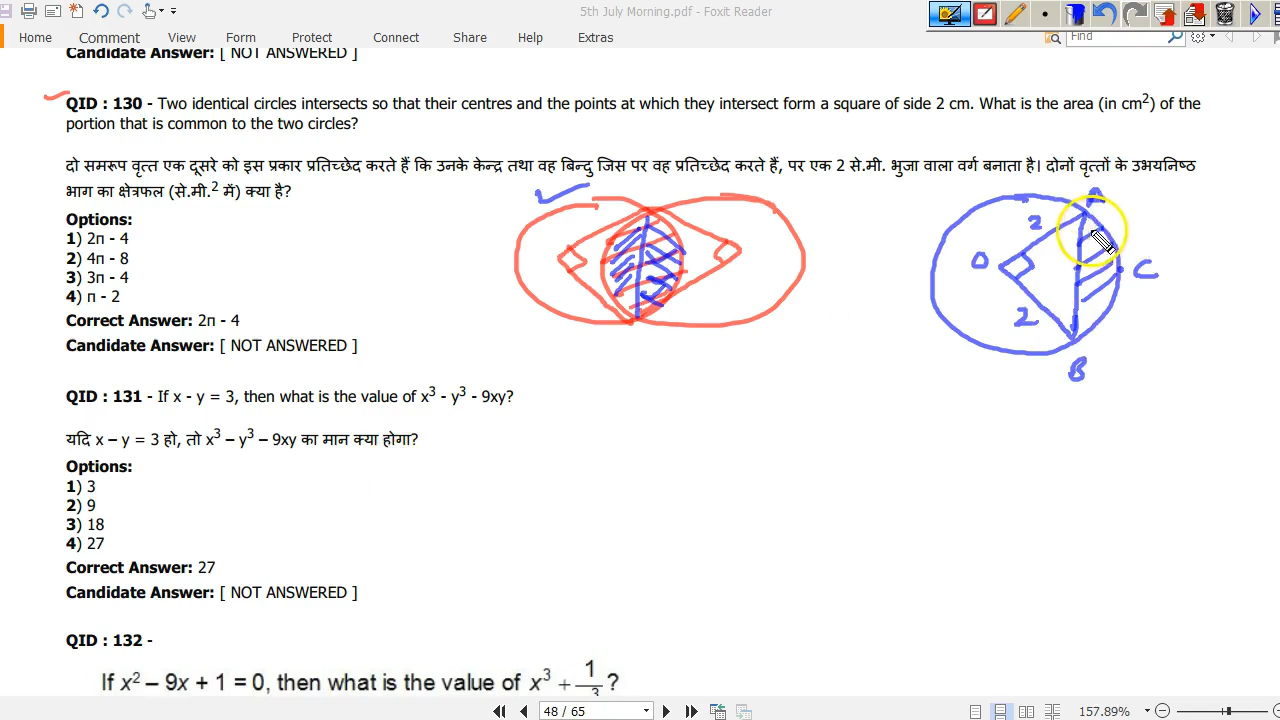 5th July Morning.pdf - Foxit Reader
Home Comment View Form Protect Connect Share Help Extras
Find
Candidate Answer: [ NOT ANSWERED ]
QID : 130 - Two identical circles intersects so that their centres and the points at which they intersect form a square of side 2 cm. What is the area (in cm²) of the
portion that is common to the two circles?
दो समरूप वृत्त एक दूसरे को इस प्रकार प्रतिच्छेद करते हैं कि उनके केन्द्र तथा वह बिन्दु जिस पर वह प्रतिच्छेद करते हैं, पर एक 2 से.मी. भुजा वाला वर्ग बनाता है। दोनों वृत्तों के उभयनिष्ठ
भाग का क्षेत्रफल (से.मी.² में) क्या है?
Options:
1) 2п - 4
2) 4п - 8
3) 3п - 4
4) п - 2
Correct Answer: 2п - 4
Candidate Answer: [ NOT ANSWERED ]
A
2
O
C
2
B
QID : 131 - If x - y = 3, then what is the value of x³ - y³ - 9xy?
यदि x – y = 3 हो, तो x³ – y³ – 9xy का मान क्या होगा?
Options:
1) 3
2) 9
3) 18
4) 27
Correct Answer: 27
Candidate Answer: [ NOT ANSWERED ]
QID : 132 -
If x² – 9x + 1 = 0, then what is the value of x³ + 1/3 ?
48 / 65
157.89%